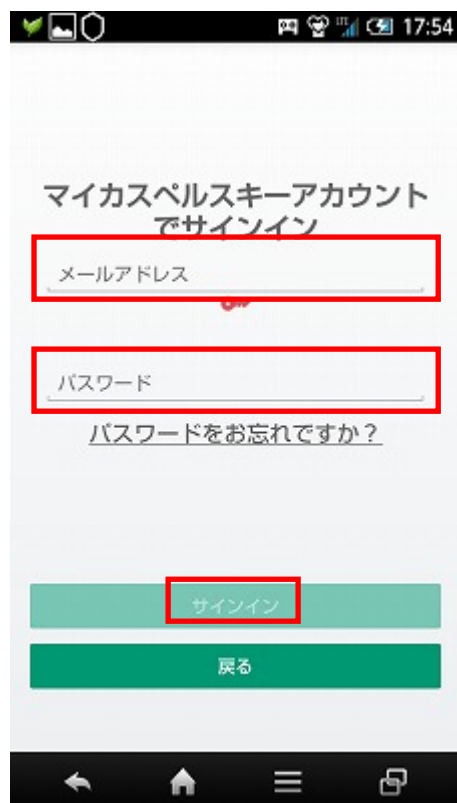 17:54
マイカスペルスキーアカウント
でサインイン
メールアドレス
パスワード
パスワードをお忘れですか？
サインイン
戻る